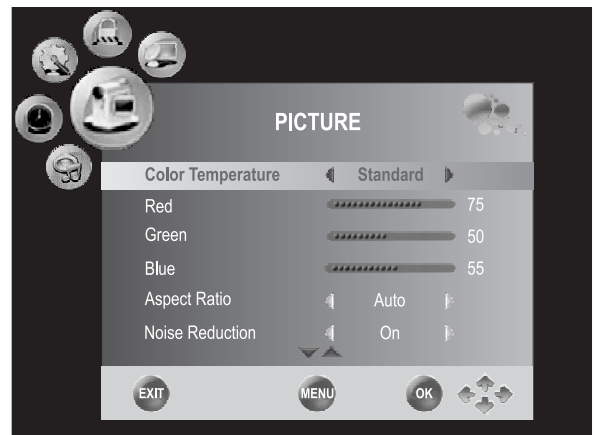 PICTURE
Color Temperature Standard
Red 75
Green 50
Blue 55
Aspect Ratio Auto
Noise Reduction On
EXIT MENU OK